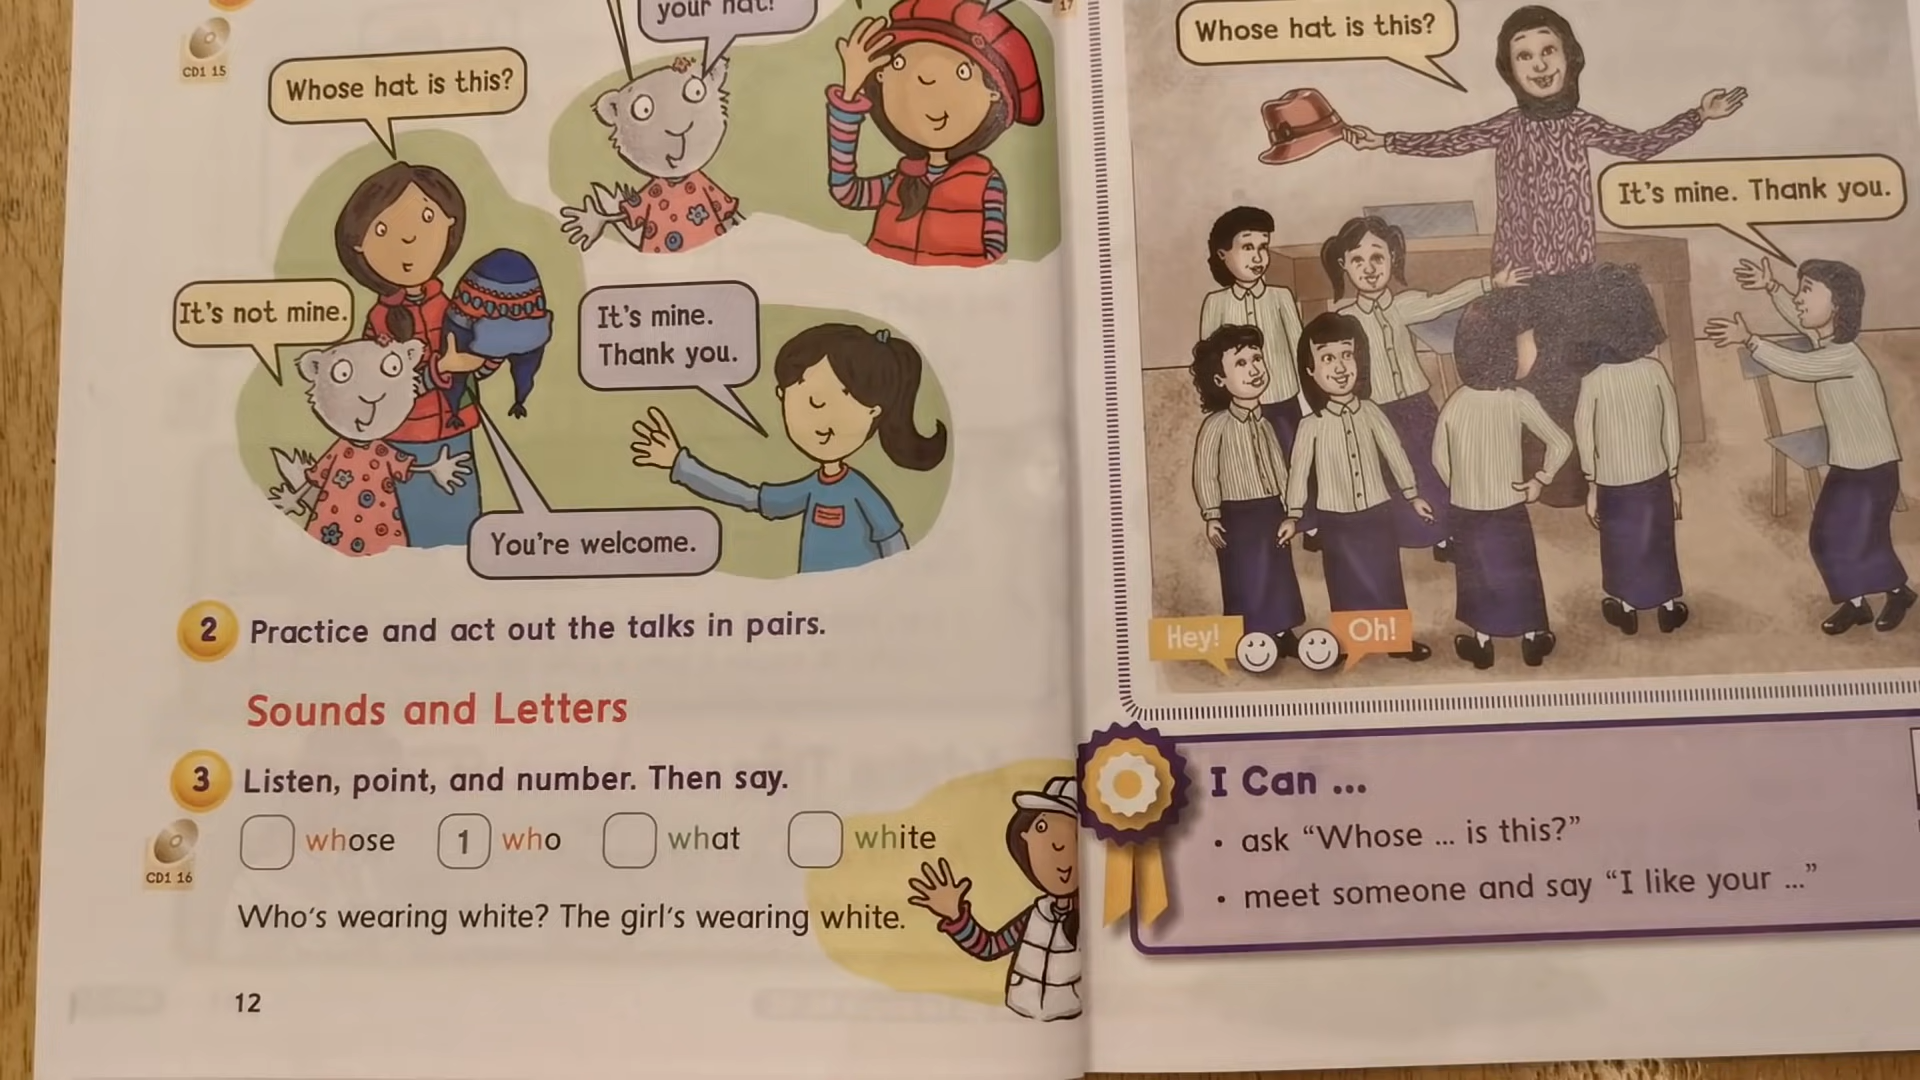 your hat!
CD1 15
Whose hat is this?
It's not mine.
It's mine.
Thank you.
You're welcome.
2 Practice and act out the talks in pairs.
Sounds and Letters
3 Listen, point, and number. Then say.
CD1 16
whose 1 who what white
Who's wearing white? The girl's wearing white.
12
17
Whose hat is this?
It's mine. Thank you.
Hey! Oh!
I Can ...
• ask “Whose ... is this?”
• meet someone and say “I like your ...”